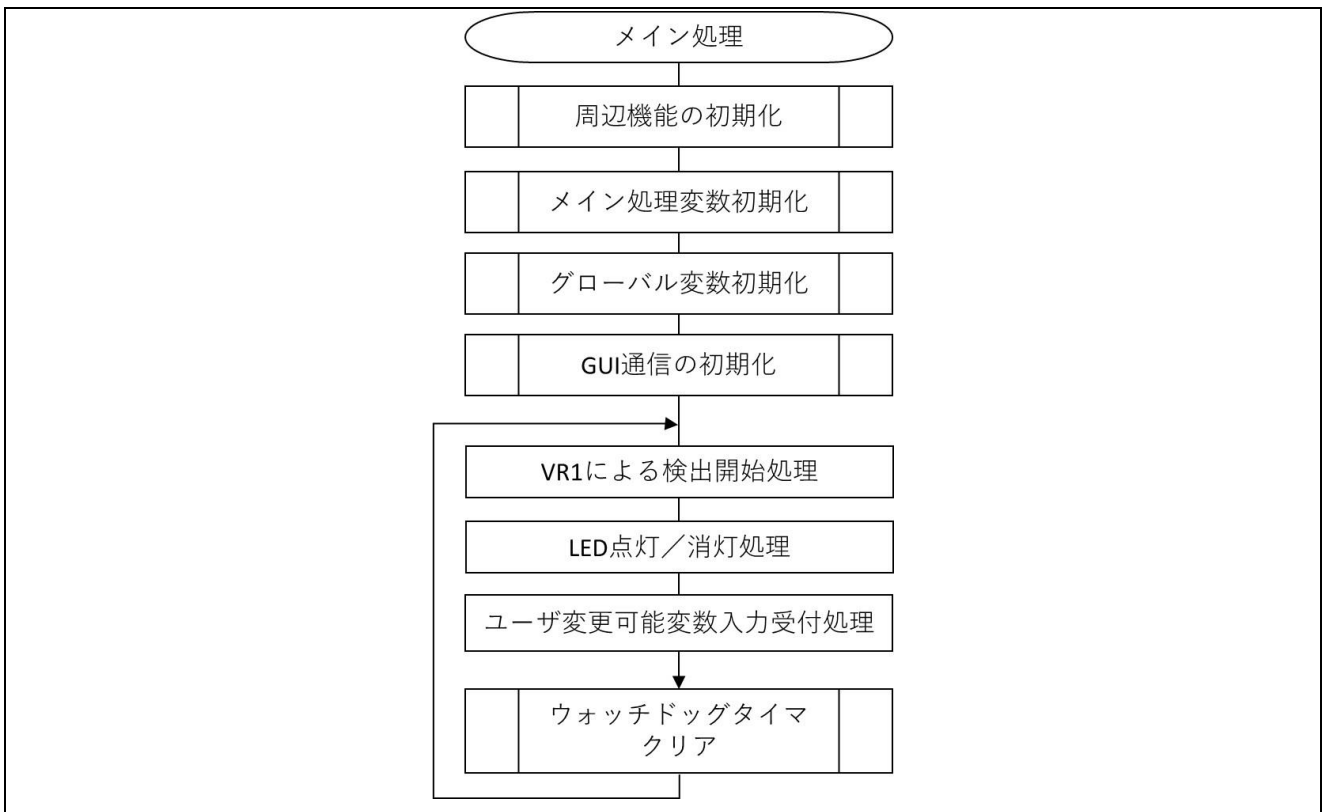 メイン処理
周辺機能の初期化
メイン処理変数初期化
グローバル変数初期化
GUI通信の初期化
VR1による検出開始処理
LED点灯／消灯処理
ユーザ変更可能変数入力受付処理
ウォッチドッグタイマ
クリア